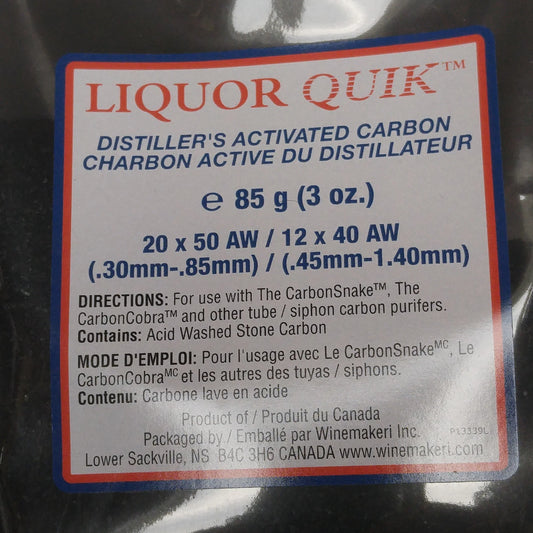 LIQUOR QUIK™
DISTILLER'S ACTIVATED CARBON
CHARBON ACTIVE DU DISTILLATEUR
℮ 85 g (3 oz.)
20 x 50 AW / 12 x 40 AW
(.30mm-.85mm) / (.45mm-1.40mm)
DIRECTIONS: For use with The CarbonSnake™, The
CarbonCobra™ and other tube / siphon carbon purifers.
Contains: Acid Washed Stone Carbon
MODE D'EMPLOI: Pour l'usage avec Le CarbonSnakeᴹᶜ, Le
CarbonCobraᴹᶜ et les autres des tuyas / siphons.
Contenu: Carbone lave en acide
Product of / Produit du Canada
Packaged by / Emballé par Winemakeri Inc.
Lower Sackville, NS B4C 3H6 CANADA www.winemakeri.com